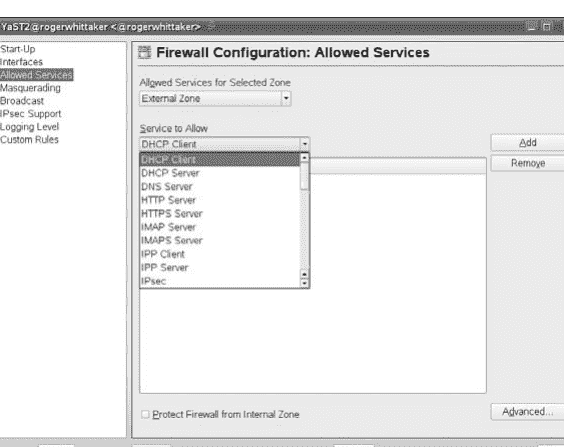 YaST2@rogerwhittaker <@rogerwhittaker>
Start-Up
Interfaces
Allowed Services
Masquerading
Broadcast
IPsec Support
Logging Level
Custom Rules
Firewall Configuration: Allowed Services
Allowed Services for Selected Zone
External Zone
Service to Allow
DHCP Client
Add
DHCP Client
Remove
DHCP Server
DNS Server
HTTP Server
HTTPS Server
IMAP Server
IMAPS Server
IPP Client
IPP Server
IPsec
Protect Firewall from Internal Zone
Advanced...